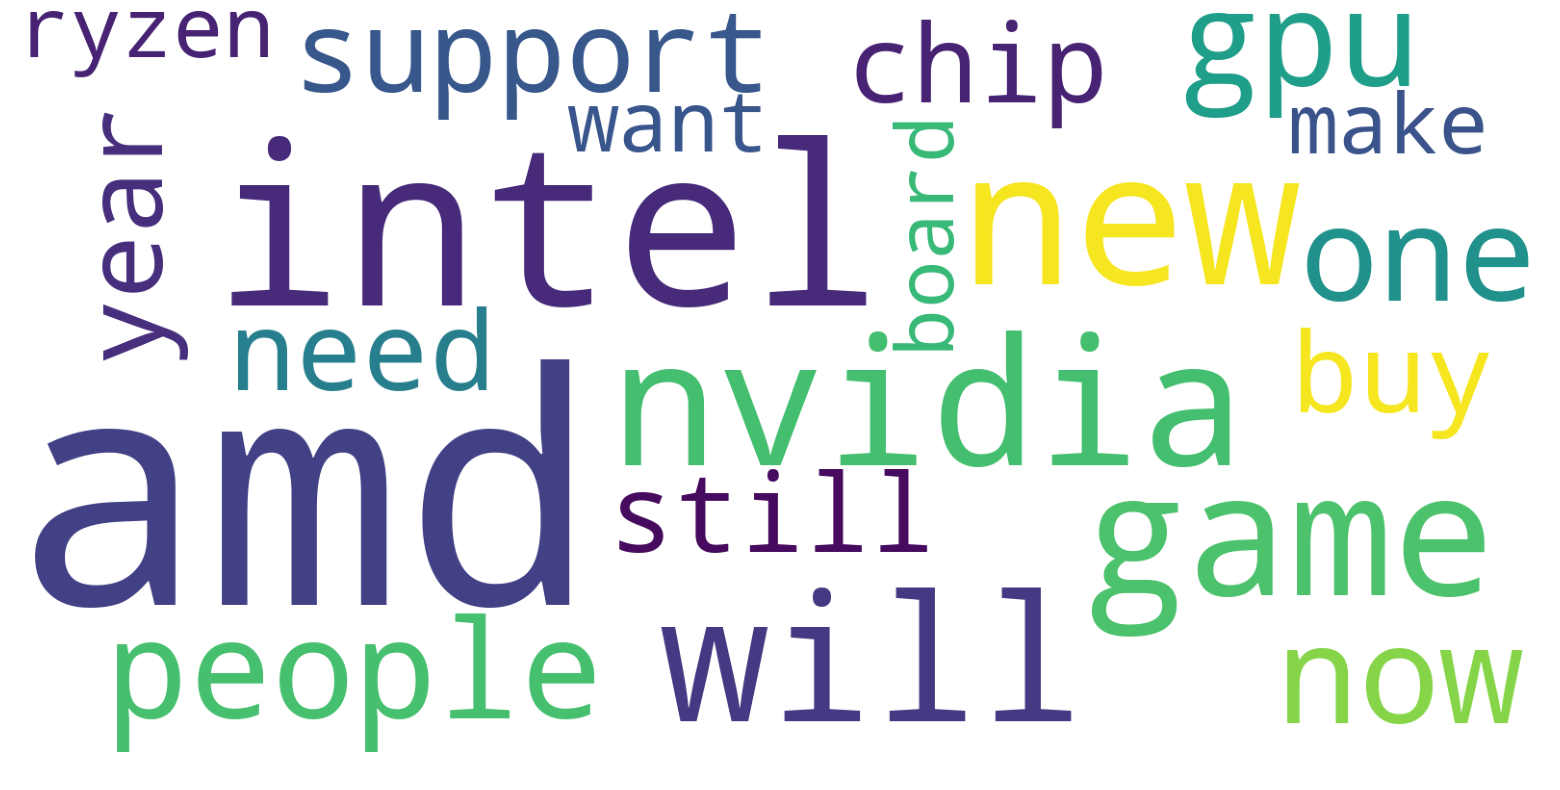 ryzen
support
chip
gpu
want
make
year
intel
board
new
one
need
nvidia
buy
amd
still
game
people
will
now